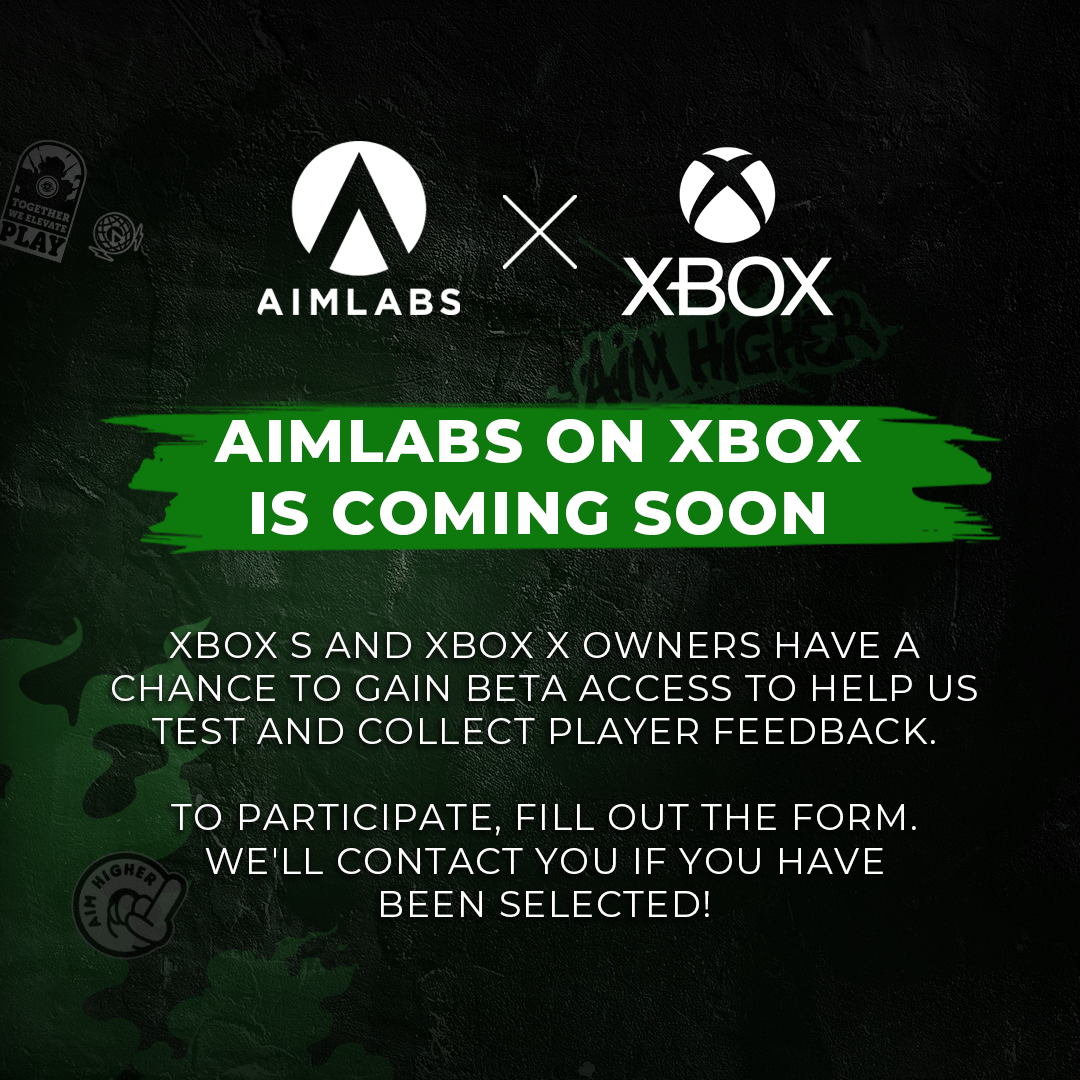 TOGETHER
WE ELEVATE
PLAY
AIMLABS
XBOX
AIM HIGHER
AIMLABS ON XBOX
IS COMING SOON
XBOX S AND XBOX X OWNERS HAVE A
CHANCE TO GAIN BETA ACCESS TO HELP US
TEST AND COLLECT PLAYER FEEDBACK.
TO PARTICIPATE, FILL OUT THE FORM.
WE'LL CONTACT YOU IF YOU HAVE
BEEN SELECTED!
AIM HIGHER